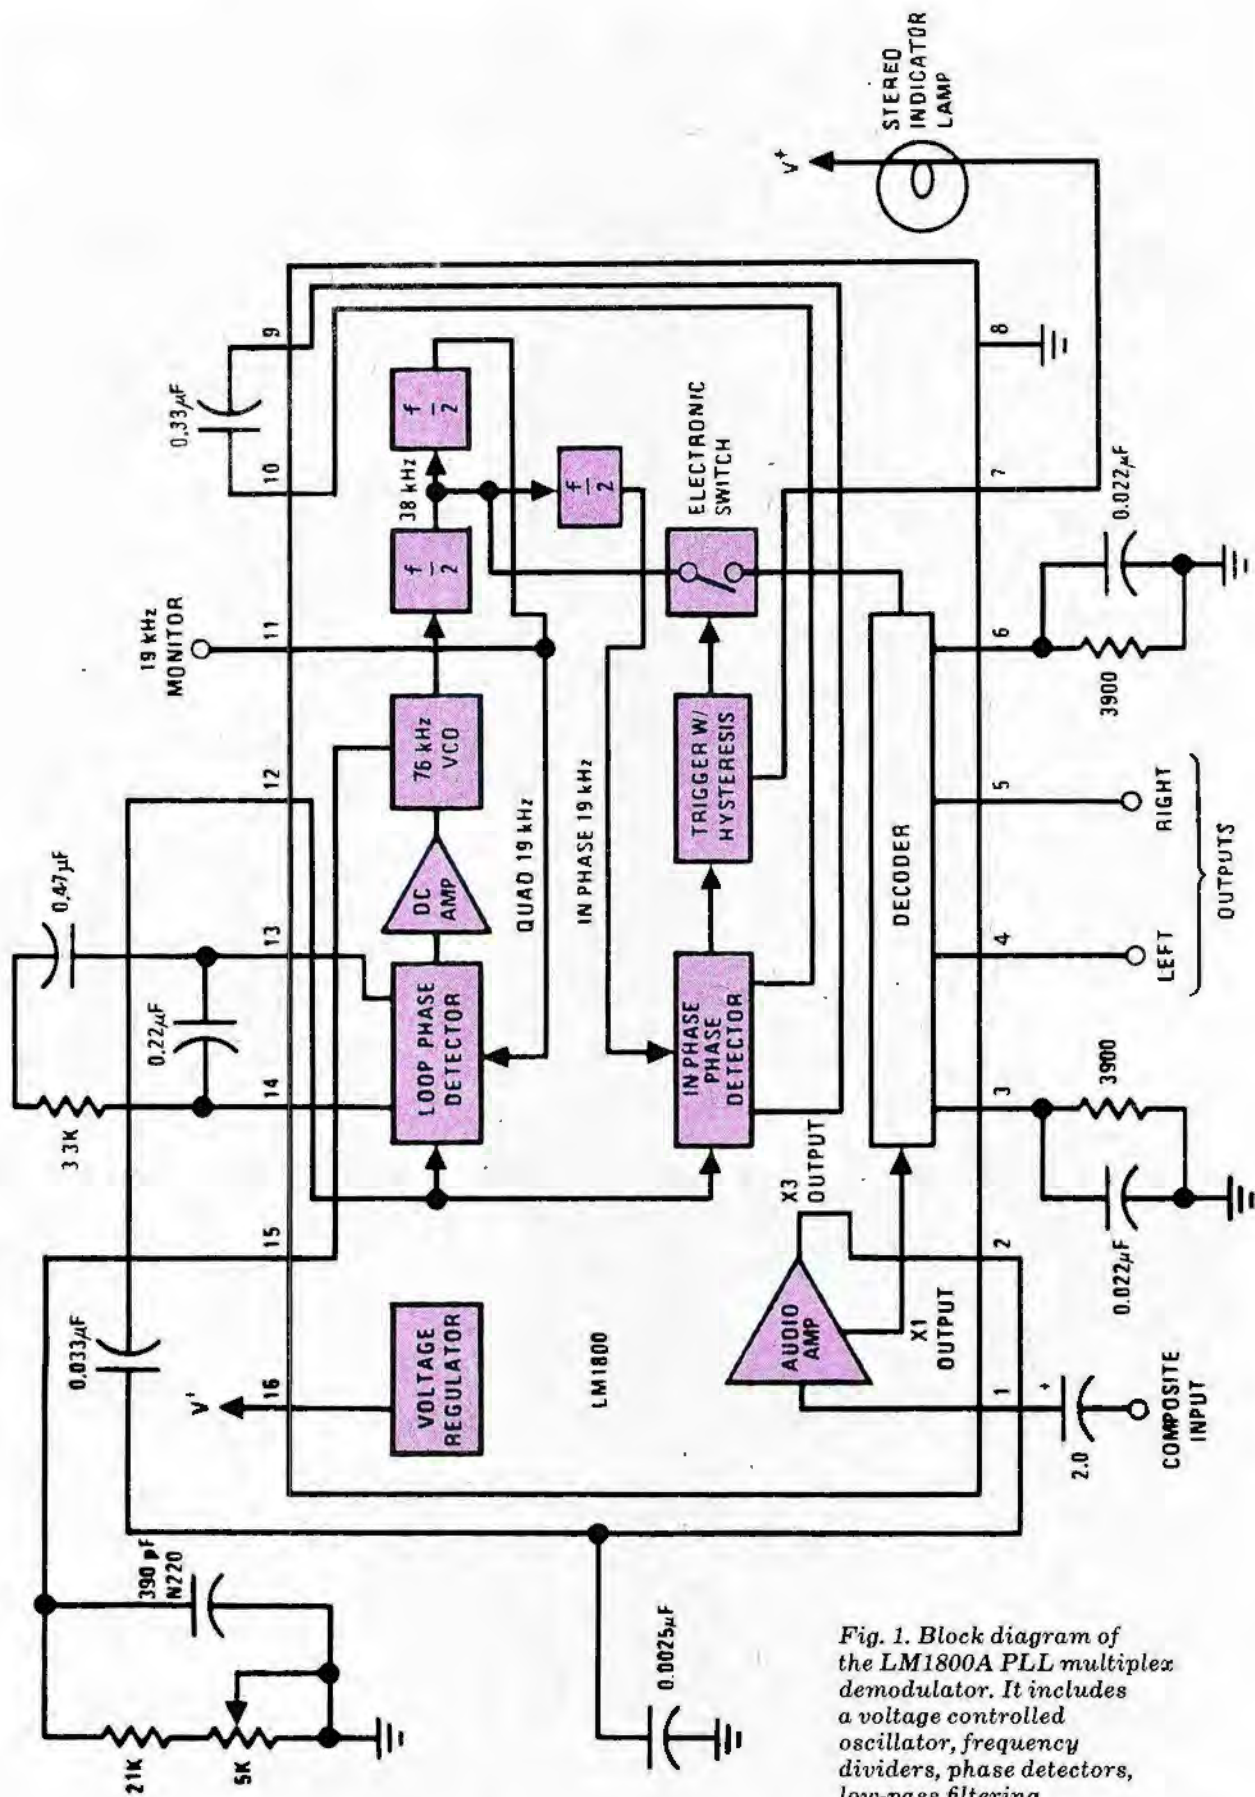 390 pF
N220
21K
5K
0.033µF
3 3K
0.22µF
0.47µF
19 kHz
MONITOR
0.33µF
V+
16
15
14
13
12
11
10
9
VOLTAGE
REGULATOR
LOOP PHASE
DETECTOR
DC
AMP
76 kHz
VCO
f
2
38 kHz
f
2
f
2
QUAD 19 kHz
IN PHASE 19 kHz
LM1800
IN PHASE
PHASE
DETECTOR
TRIGGER W/
HYSTERESIS
ELECTRONIC
SWITCH
AUDIO
AMP
X3
OUTPUT
X1
OUTPUT
DECODER
1
2
3
4
5
6
7
8
0.0025µF
+
2.0
COMPOSITE
INPUT
0.022µF
3900
LEFT
RIGHT
OUTPUTS
3900
0.022µF
V+
STEREO
INDICATOR
LAMP
Fig. 1. Block diagram of
the LM1800A PLL multiplex
demodulator. It includes
a voltage controlled
oscillator, frequency
dividers, phase detectors,
low-pass filtering